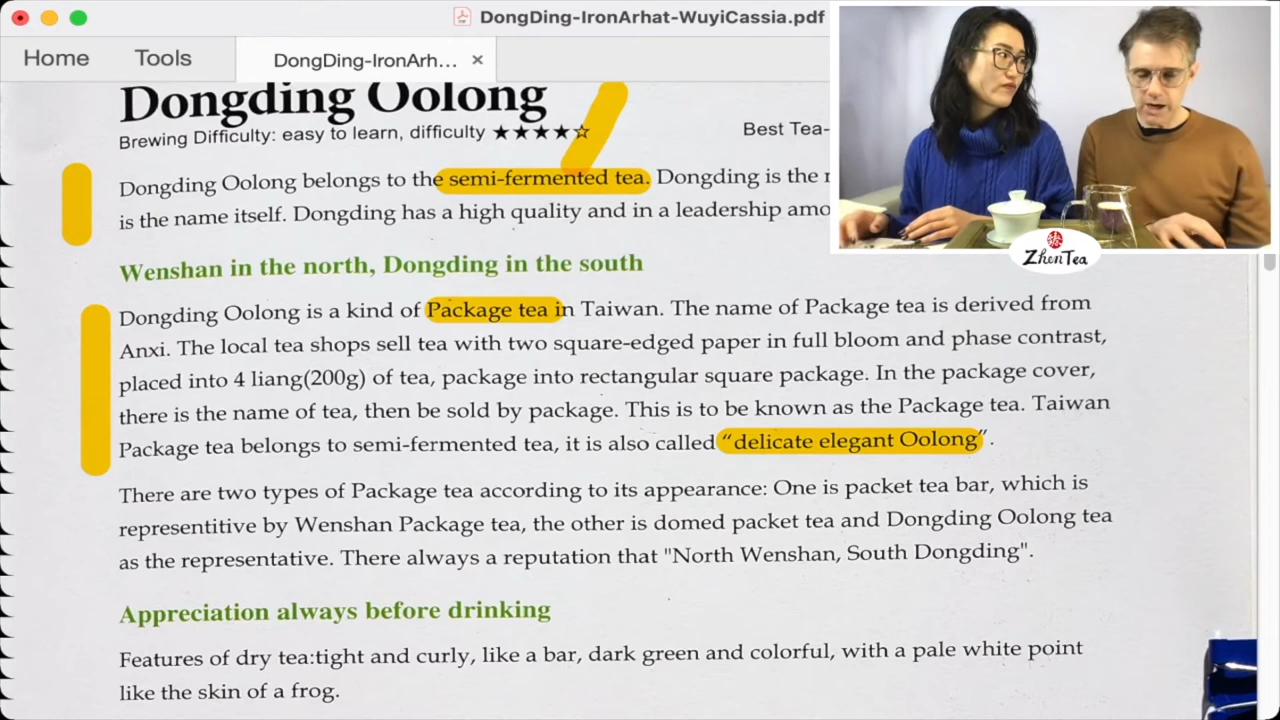 DongDing-IronArhat-WuyiCassia.pdf
Home Tools DongDing-IronArh... ×
Dongding Oolong
Brewing Difficulty: easy to learn, difficulty ★★★★☆ Best Tea-
Dongding Oolong belongs to the semi-fermented tea. Dongding is the
is the name itself. Dongding has a high quality and in a leadership amo
Wenshan in the north, Dongding in the south
Dongding Oolong is a kind of Package tea in Taiwan. The name of Package tea is derived from
Anxi. The local tea shops sell tea with two square-edged paper in full bloom and phase contrast,
placed into 4 liang(200g) of tea, package into rectangular square package. In the package cover,
there is the name of tea, then be sold by package. This is to be known as the Package tea. Taiwan
Package tea belongs to semi-fermented tea, it is also called “delicate elegant Oolong”.
There are two types of Package tea according to its appearance: One is packet tea bar, which is
representitive by Wenshan Package tea, the other is domed packet tea and Dongding Oolong tea
as the representative. There always a reputation that "North Wenshan, South Dongding".
Appreciation always before drinking
Features of dry tea:tight and curly, like a bar, dark green and colorful, with a pale white point
like the skin of a frog.
ZhenTea